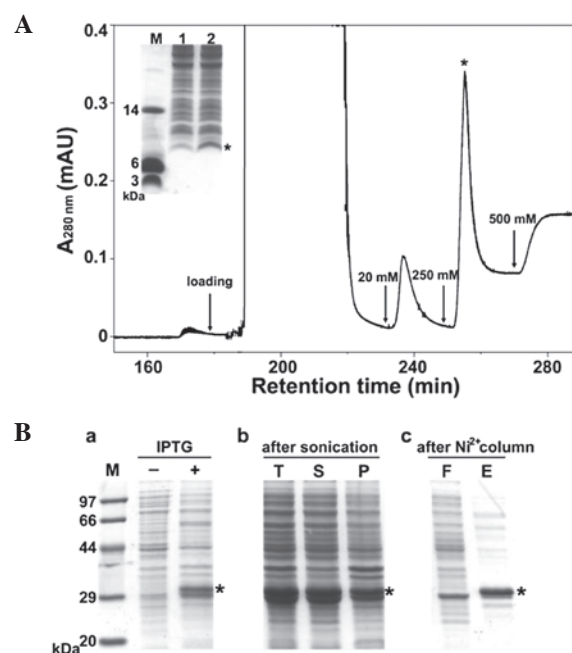 A
0.4
0.3
0.2
0.1
0
A280 nm (mAU)
M 1 2
14
6
3
kDa
*
*
loading
20 mM
250 mM
500 mM
160 200 240 280
Retention time (min)
B
a b c
IPTG after sonication after Ni2+column
M – + T S P F E
97
66
44
29
20
kDa
* * *